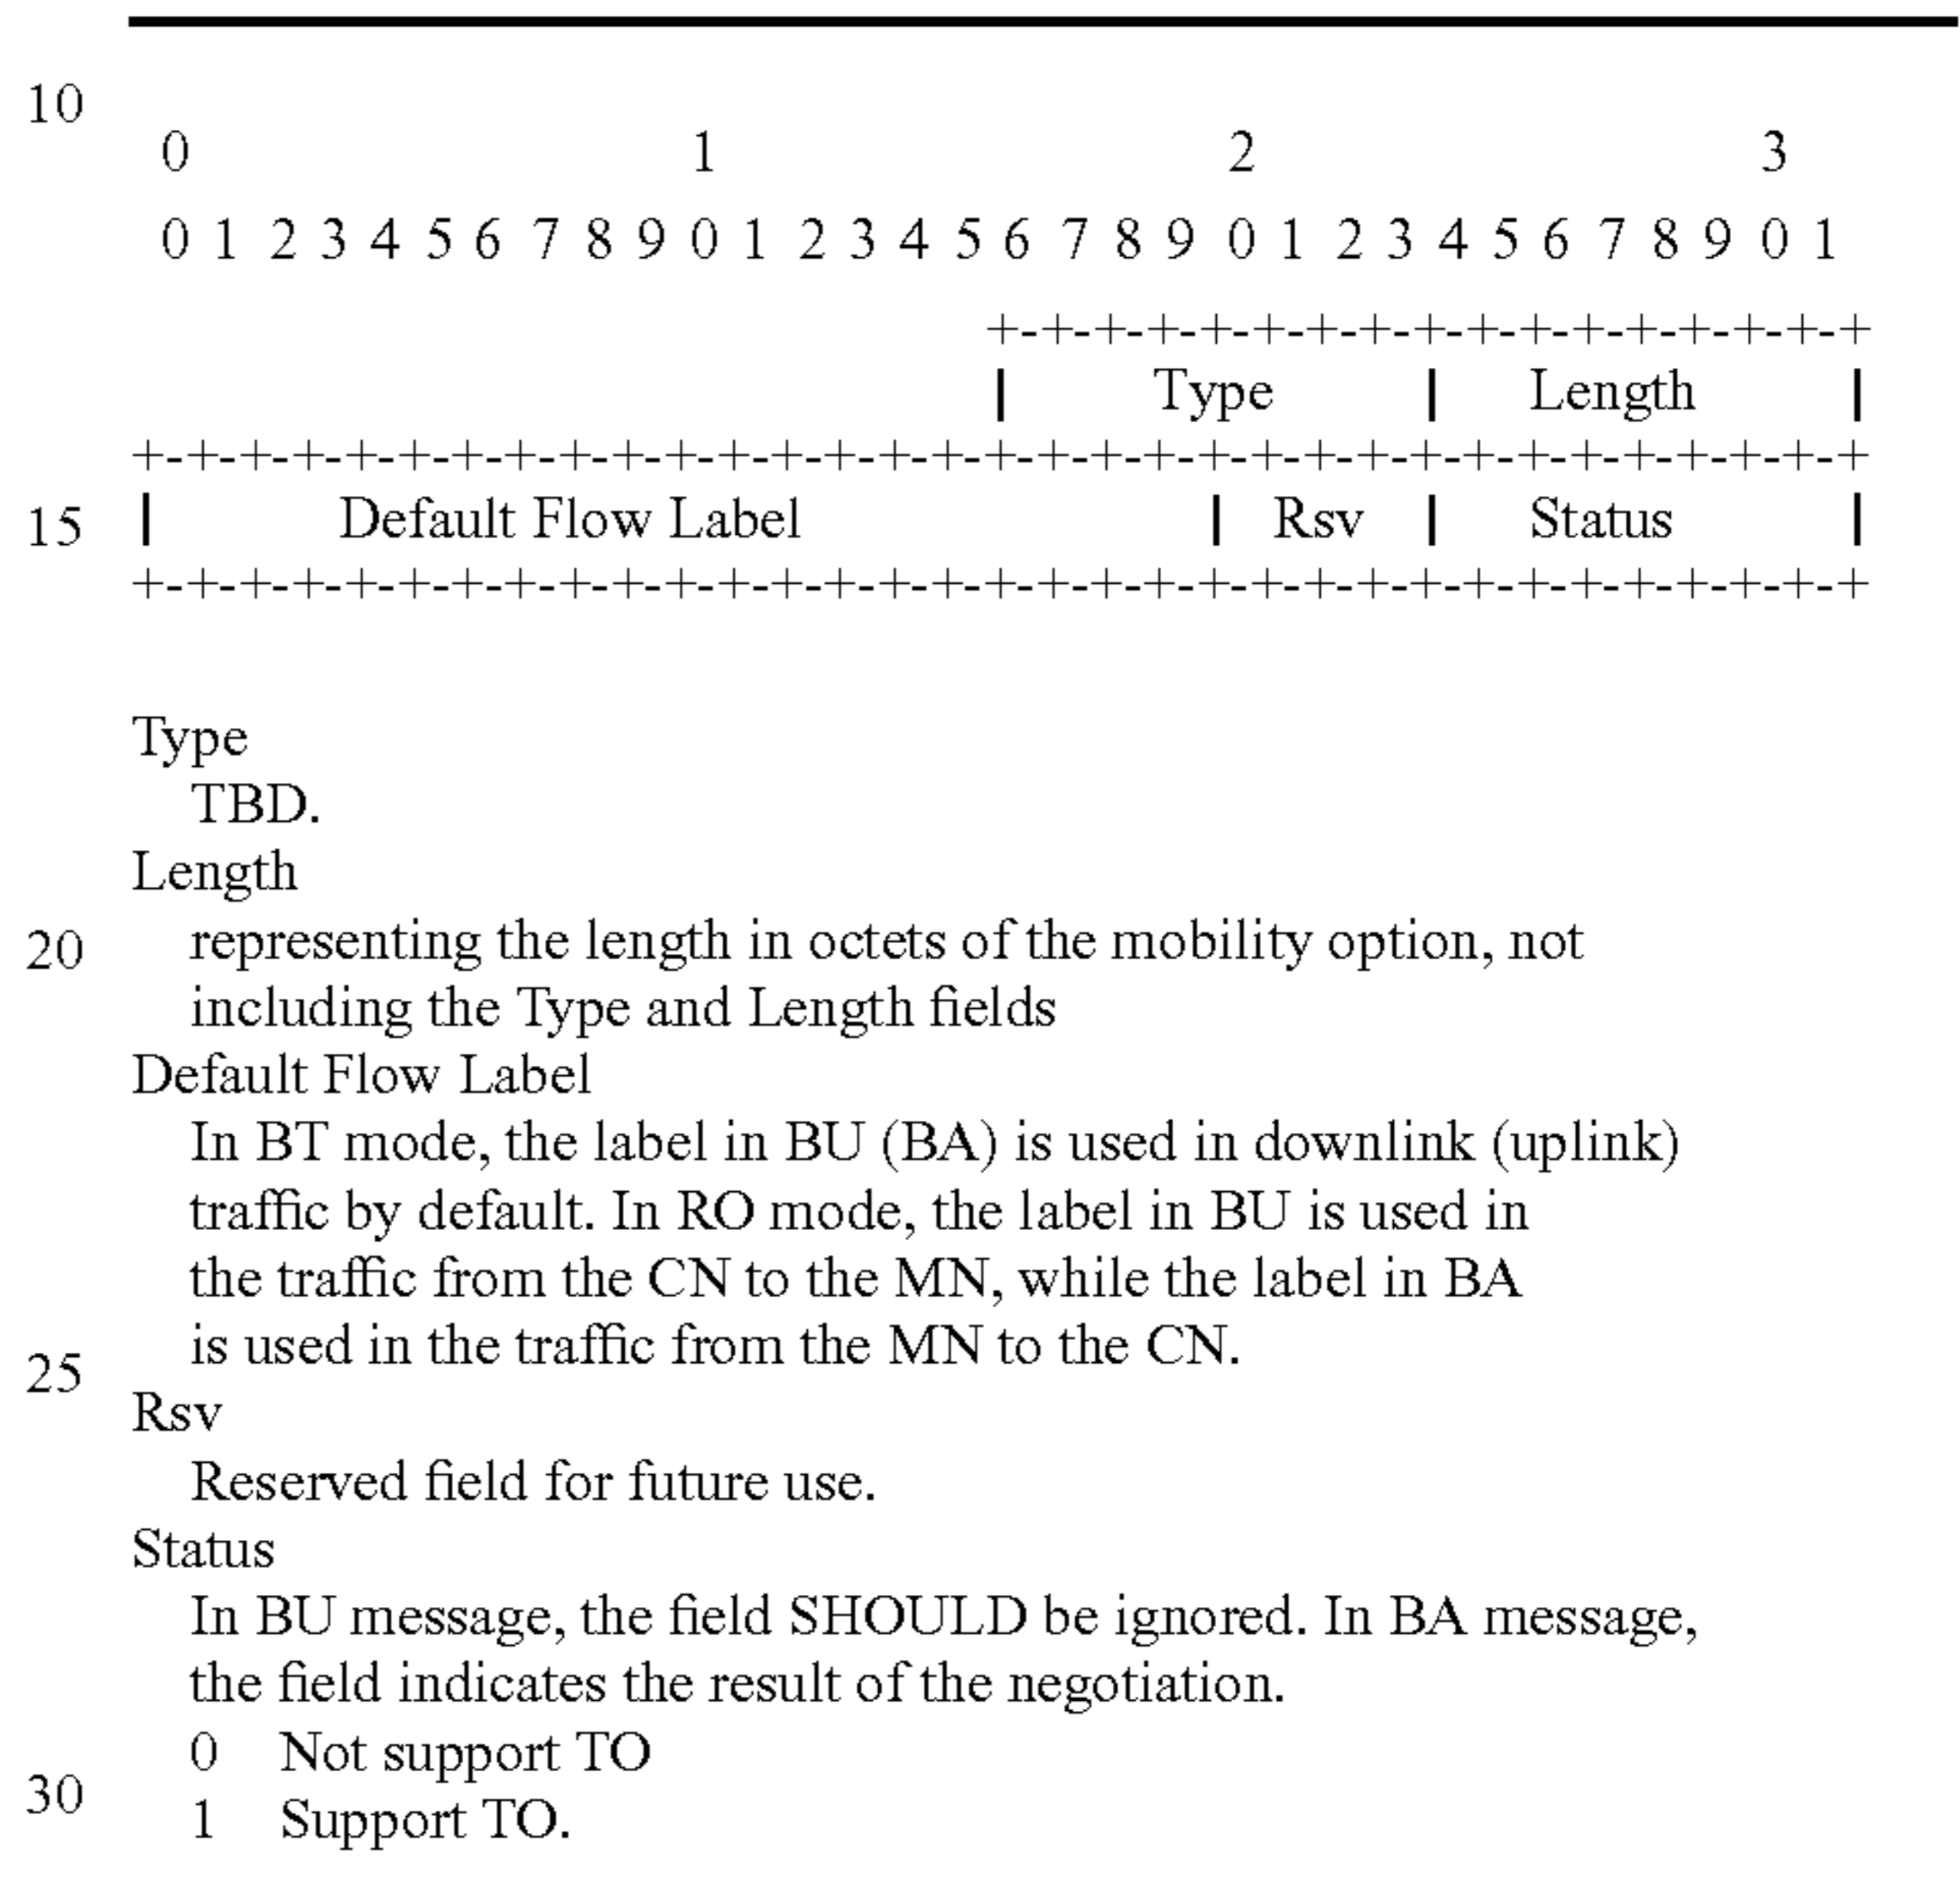 10
0 1 2 3
0 1 2 3 4 5 6 7 8 9 0 1 2 3 4 5 6 7 8 9 0 1 2 3 4 5 6 7 8 9 0 1
+-+-+-+-+-+-+-+-+-+-+-+-+-+-+-+-+
| Type | Length |
+-+-+-+-+-+-+-+-+-+-+-+-+-+-+-+-+-+-+-+-+-+-+-+-+-+-+-+-+-+-+-+-+
15 | Default Flow Label | Rsv | Status |
+-+-+-+-+-+-+-+-+-+-+-+-+-+-+-+-+-+-+-+-+-+-+-+-+-+-+-+-+-+-+-+-+
Type
TBD.
Length
20 representing the length in octets of the mobility option, not
including the Type and Length fields
Default Flow Label
In BT mode, the label in BU (BA) is used in downlink (uplink)
traffic by default. In RO mode, the label in BU is used in
the traffic from the CN to the MN, while the label in BA
25 is used in the traffic from the MN to the CN.
Rsv
Reserved field for future use.
Status
In BU message, the field SHOULD be ignored. In BA message,
the field indicates the result of the negotiation.
0 Not support TO
30 1 Support TO.